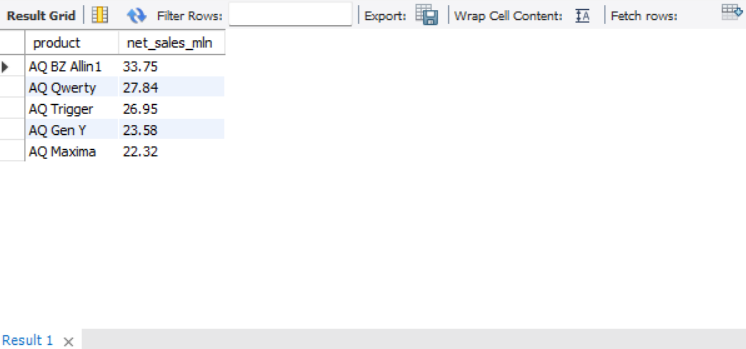 Result Grid Filter Rows: Export: Wrap Cell Content: IA Fetch rows:
product net_sales_mln
AQ BZ Allin1 33.75
AQ Qwerty 27.84
AQ Trigger 26.95
AQ Gen Y 23.58
AQ Maxima 22.32
Result 1 ×